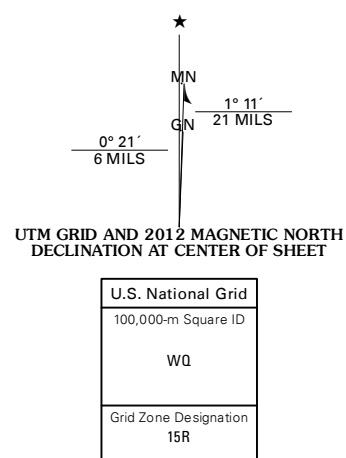 ★
MN
1° 11´
21 MILS
GN
0° 21´
6 MILS
UTM GRID AND 2012 MAGNETIC NORTH
DECLINATION AT CENTER OF SHEET
U.S. National Grid
100,000-m Square ID
WQ
Grid Zone Designation
15R